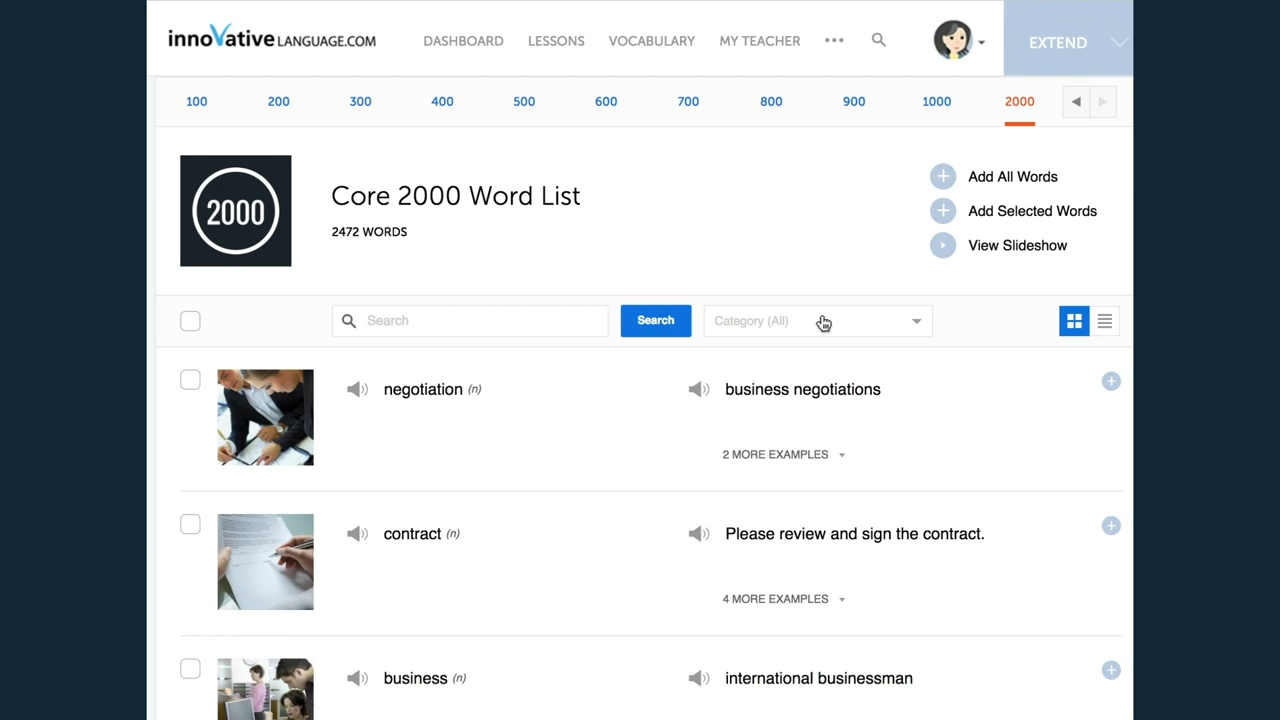 innoVative LANGUAGE.COM
DASHBOARD LESSONS VOCABULARY MY TEACHER ••• EXTEND
100 200 300 400 500 600 700 800 900 1000 2000
2000
Core 2000 Word List
2472 WORDS
Add All Words
Add Selected Words
View Slideshow
Search Search Category (All)
negotiation (n) business negotiations
2 MORE EXAMPLES
contract (n) Please review and sign the contract.
4 MORE EXAMPLES
business (n) international businessman